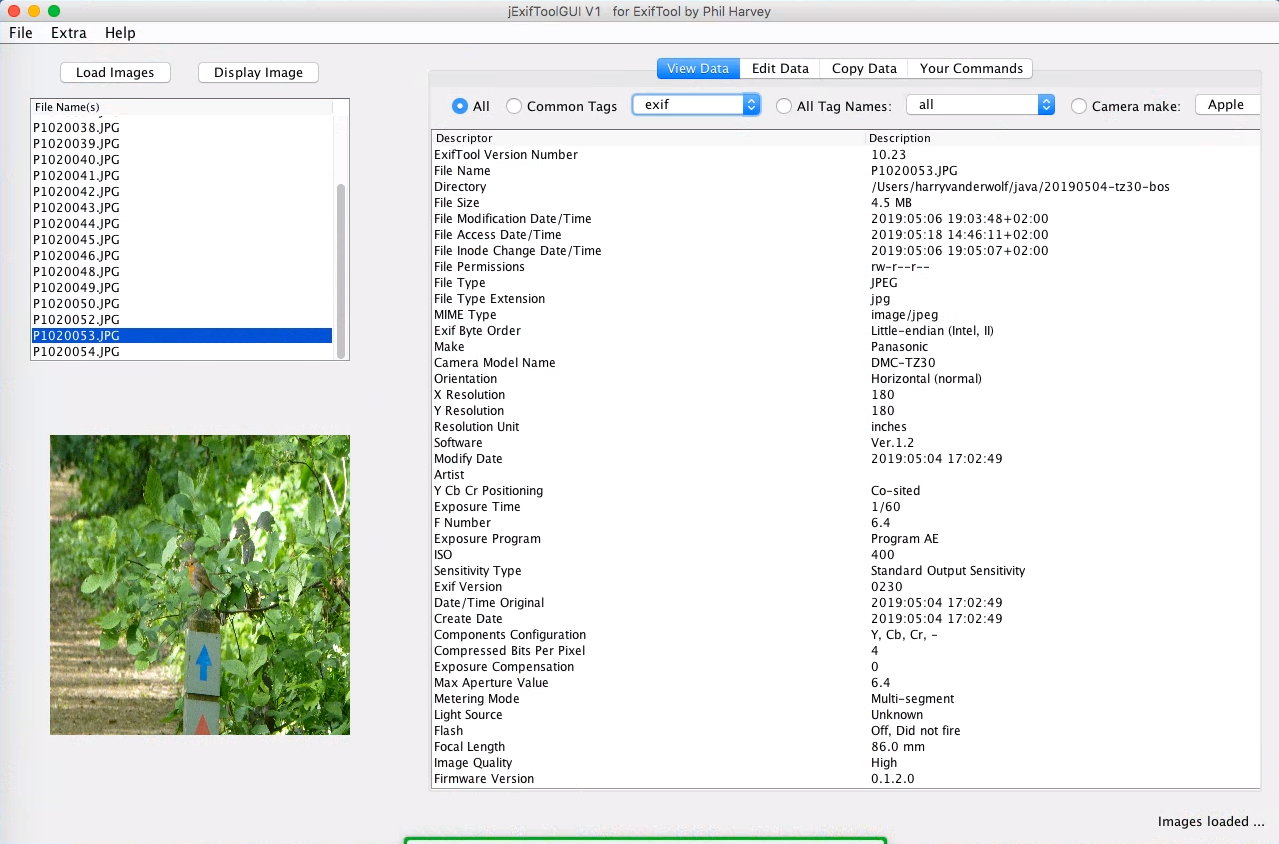 jExifToolGUI V1 for ExifTool by Phil Harvey
File Extra Help
Load Images Display Image
File Name(s)
P1020038.JPG
P1020039.JPG
P1020040.JPG
P1020041.JPG
P1020042.JPG
P1020043.JPG
P1020044.JPG
P1020045.JPG
P1020046.JPG
P1020048.JPG
P1020049.JPG
P1020050.JPG
P1020052.JPG
P1020053.JPG
P1020054.JPG
View Data Edit Data Copy Data Your Commands
All Common Tags exif All Tag Names: all Camera make: Apple
Descriptor Description
ExifTool Version Number 10.23
File Name P1020053.JPG
Directory /Users/harryvanderwolf/java/20190504-tz30-bos
File Size 4.5 MB
File Modification Date/Time 2019:05:06 19:03:48+02:00
File Access Date/Time 2019:05:18 14:46:11+02:00
File Inode Change Date/Time 2019:05:06 19:05:07+02:00
File Permissions rw-r--r--
File Type JPEG
File Type Extension jpg
MIME Type image/jpeg
Exif Byte Order Little-endian (Intel, II)
Make Panasonic
Camera Model Name DMC-TZ30
Orientation Horizontal (normal)
X Resolution 180
Y Resolution 180
Resolution Unit inches
Software Ver.1.2
Modify Date 2019:05:04 17:02:49
Artist
Y Cb Cr Positioning Co-sited
Exposure Time 1/60
F Number 6.4
Exposure Program Program AE
ISO 400
Sensitivity Type Standard Output Sensitivity
Exif Version 0230
Date/Time Original 2019:05:04 17:02:49
Create Date 2019:05:04 17:02:49
Components Configuration Y, Cb, Cr, -
Compressed Bits Per Pixel 4
Exposure Compensation 0
Max Aperture Value 6.4
Metering Mode Multi-segment
Light Source Unknown
Flash Off, Did not fire
Focal Length 86.0 mm
Image Quality High
Firmware Version 0.1.2.0
Images loaded ...